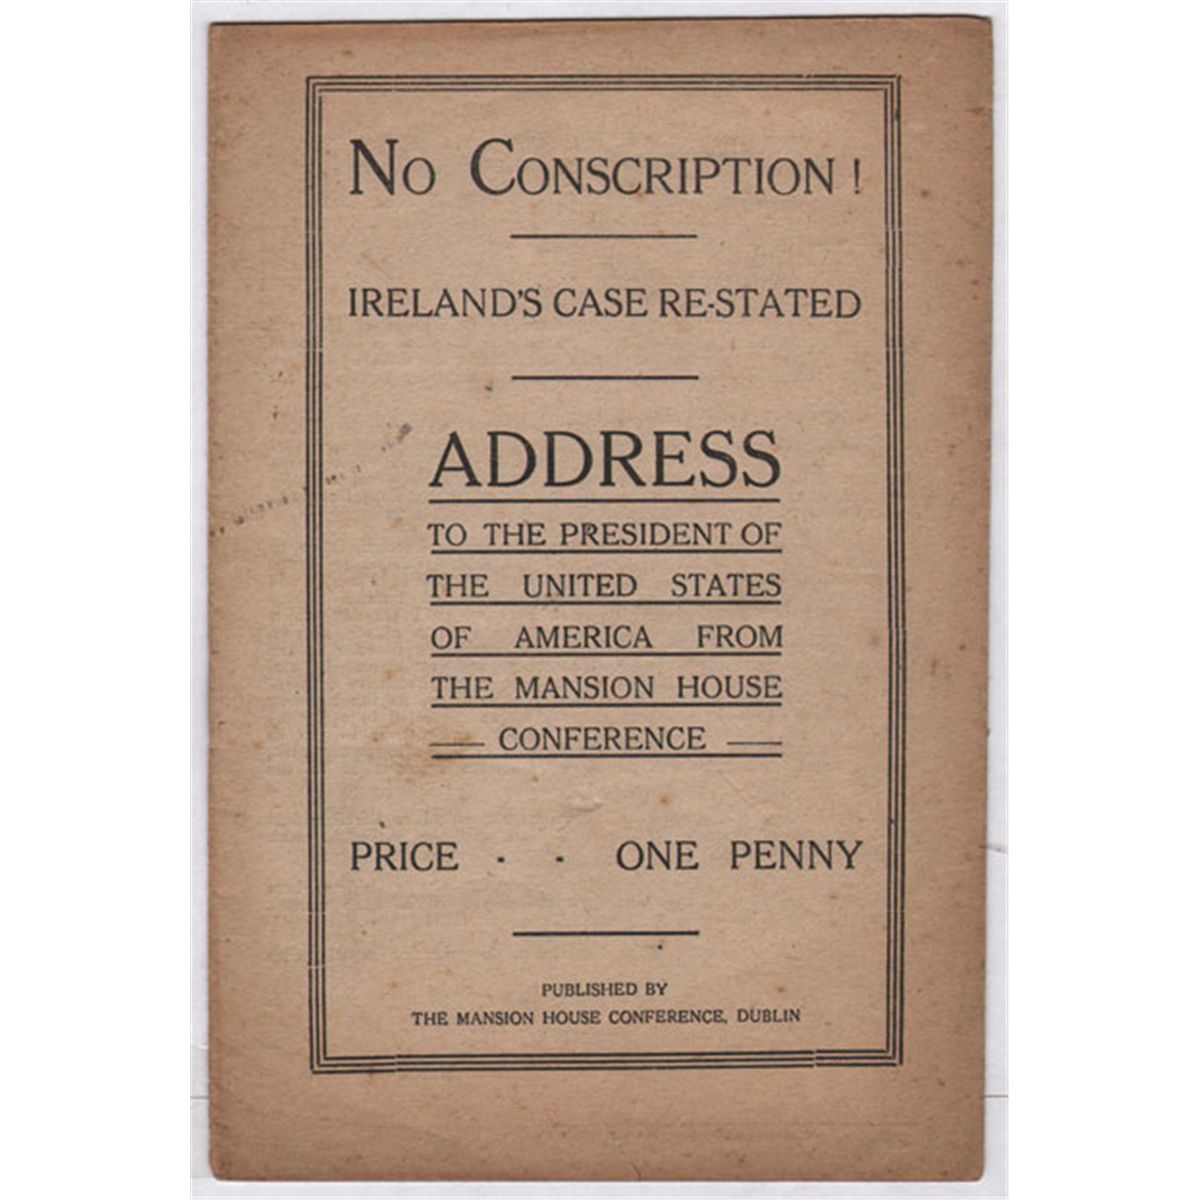 No Conscription!
IRELAND'S CASE RE-STATED
ADDRESS
TO THE PRESIDENT OF
THE UNITED STATES
OF AMERICA FROM
THE MANSION HOUSE
— CONFERENCE —
PRICE . . ONE PENNY
PUBLISHED BY
THE MANSION HOUSE CONFERENCE, DUBLIN